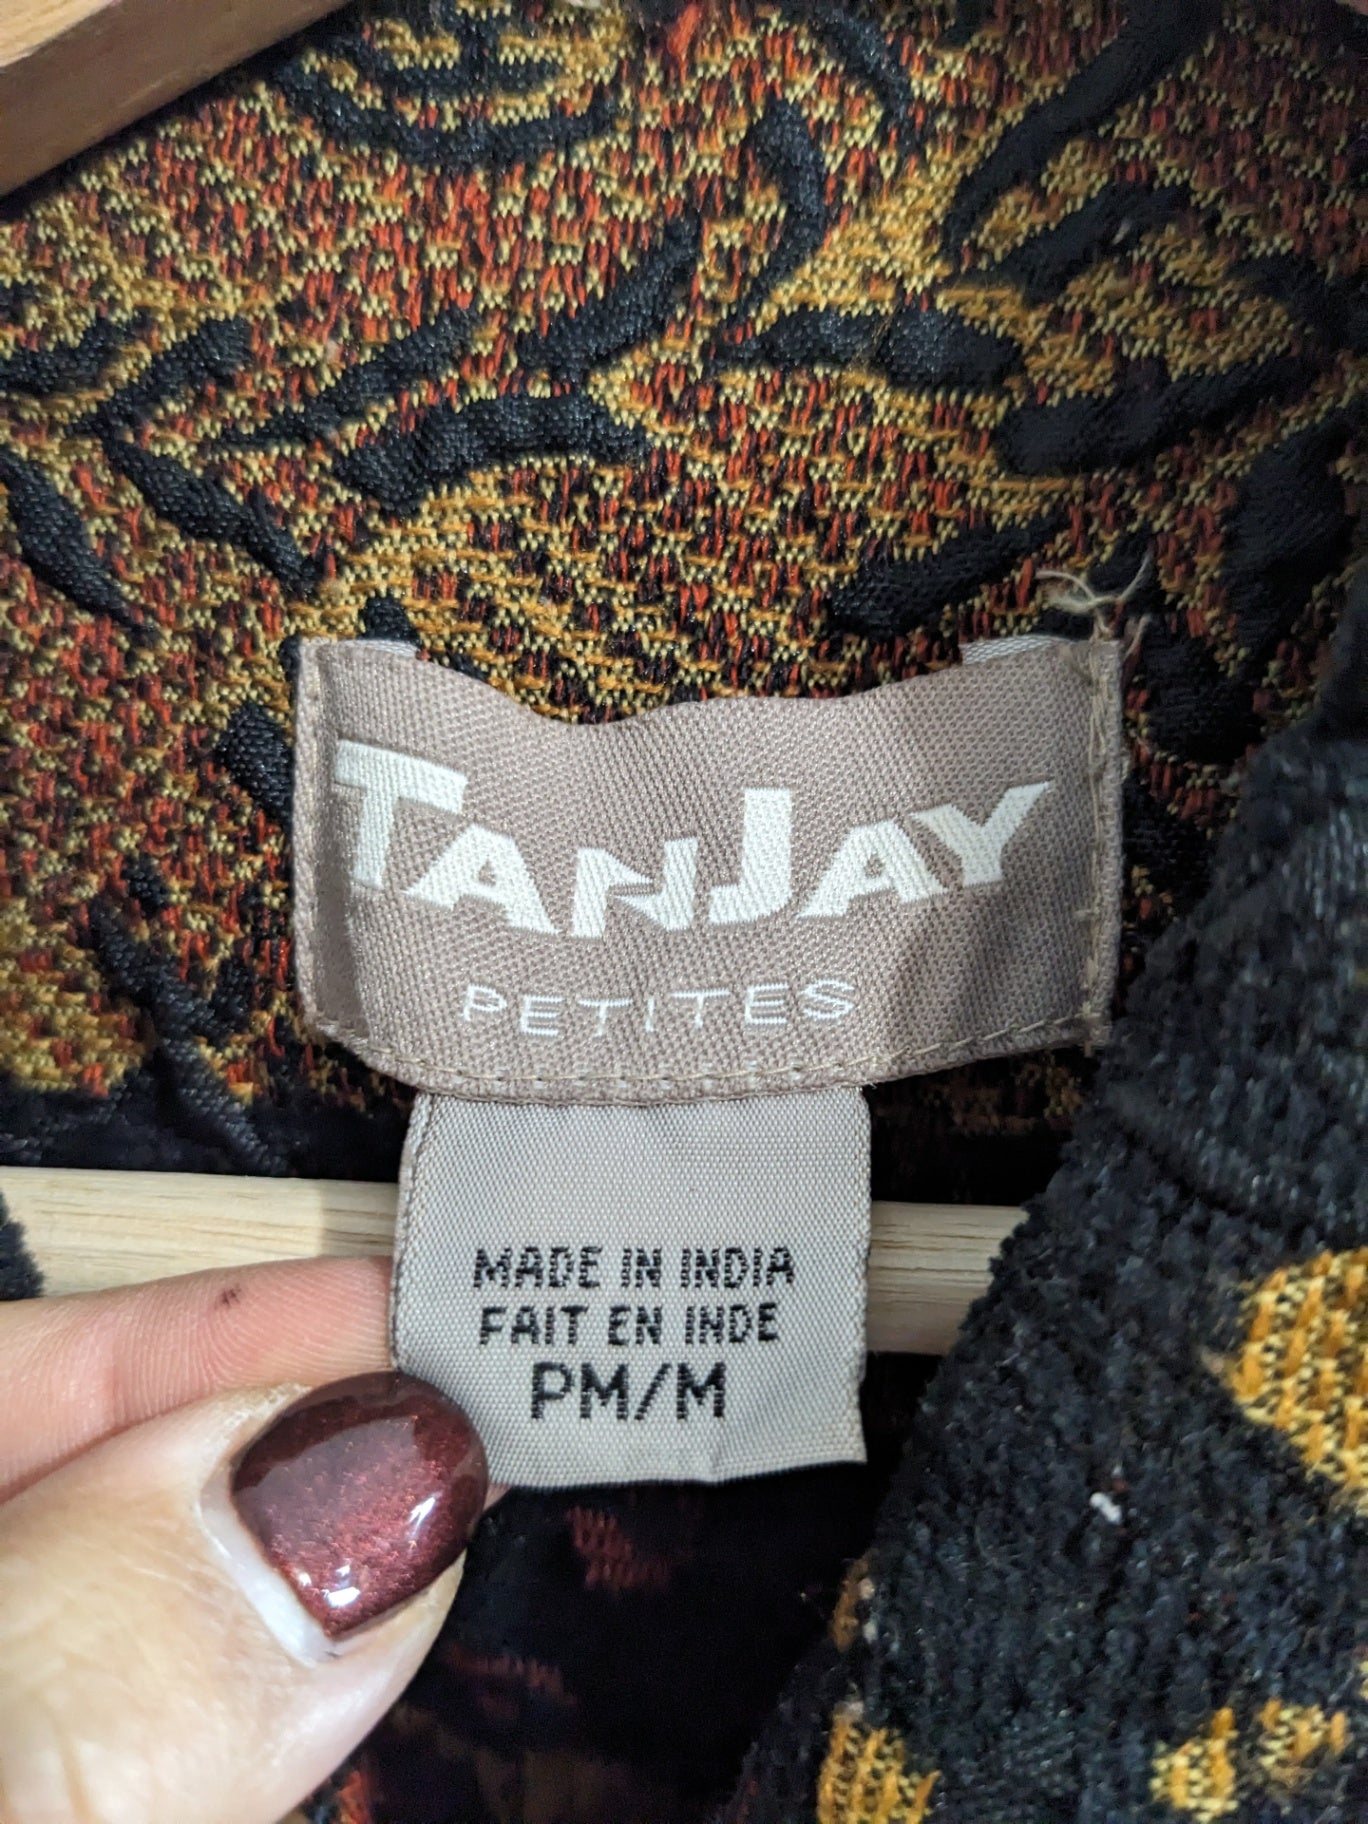 TANJAY
PETITES
MADE IN INDIA
FAIT EN INDE
PM/M